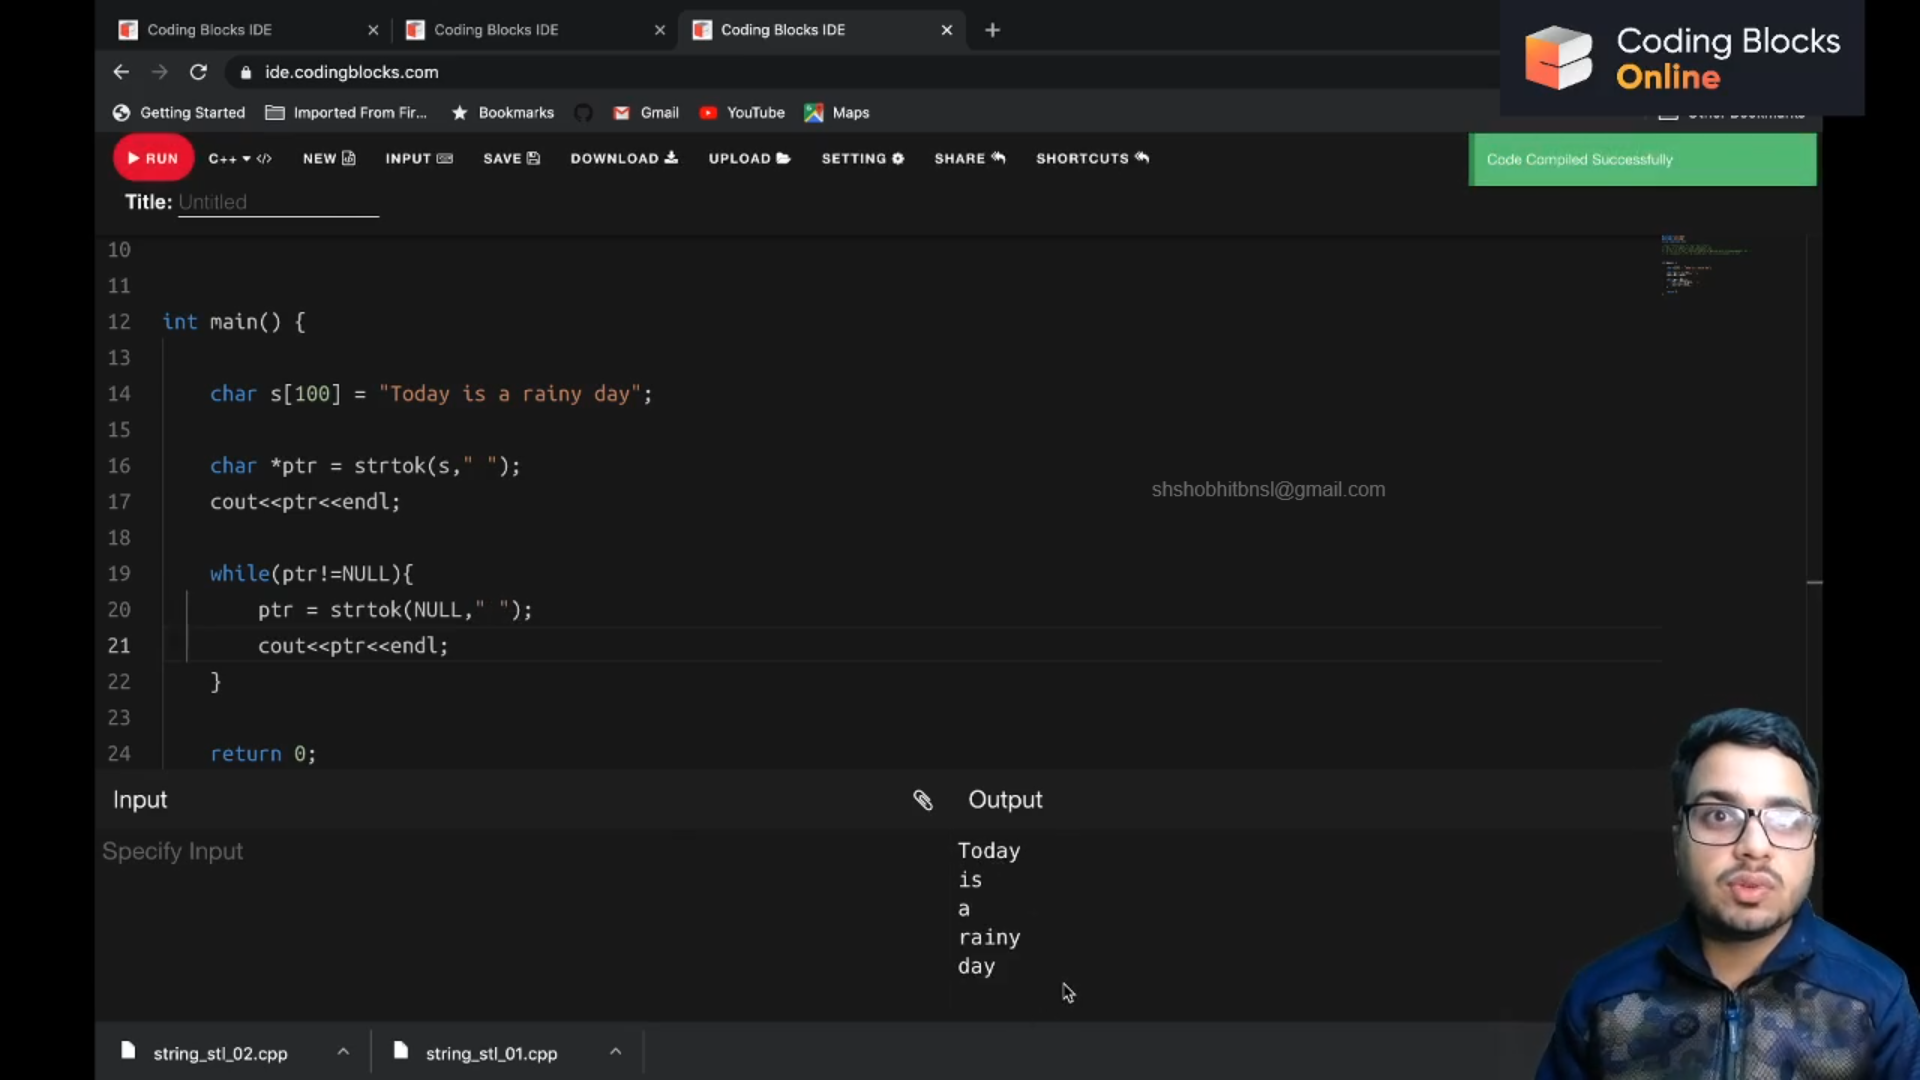 Coding Blocks IDE
Coding Blocks IDE
Coding Blocks IDE
Coding Blocks
Online
ide.codingblocks.com
Getting Started
Imported From Fir...
Bookmarks
Gmail
YouTube
Maps
Other Bookmarks
RUN
C++
NEW
INPUT
SAVE
DOWNLOAD
UPLOAD
SETTING
SHARE
SHORTCUTS
Code Compiled Successfully
Title: Untitled
10
11
12 int main() {
13
14 char s[100] = "Today is a rainy day";
15
16 char *ptr = strtok(s," ");
17 cout<<ptr<<endl;
18
19 while(ptr!=NULL){
20 ptr = strtok(NULL," ");
21 cout<<ptr<<endl;
22 }
23
24 return 0;
shshobhitbnsl@gmail.com
Input
Specify Input
Output
Today
is
a
rainy
day
string_stl_02.cpp
string_stl_01.cpp